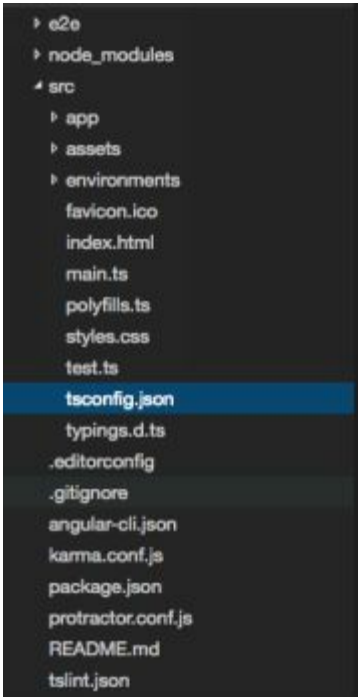 e2e
node_modules
src
app
assets
environments
favicon.ico
index.html
main.ts
polyfills.ts
styles.css
test.ts
tsconfig.json
typings.d.ts
.editorconfig
.gitignore
angular-cli.json
karma.conf.js
package.json
protractor.conf.js
README.md
tslint.json